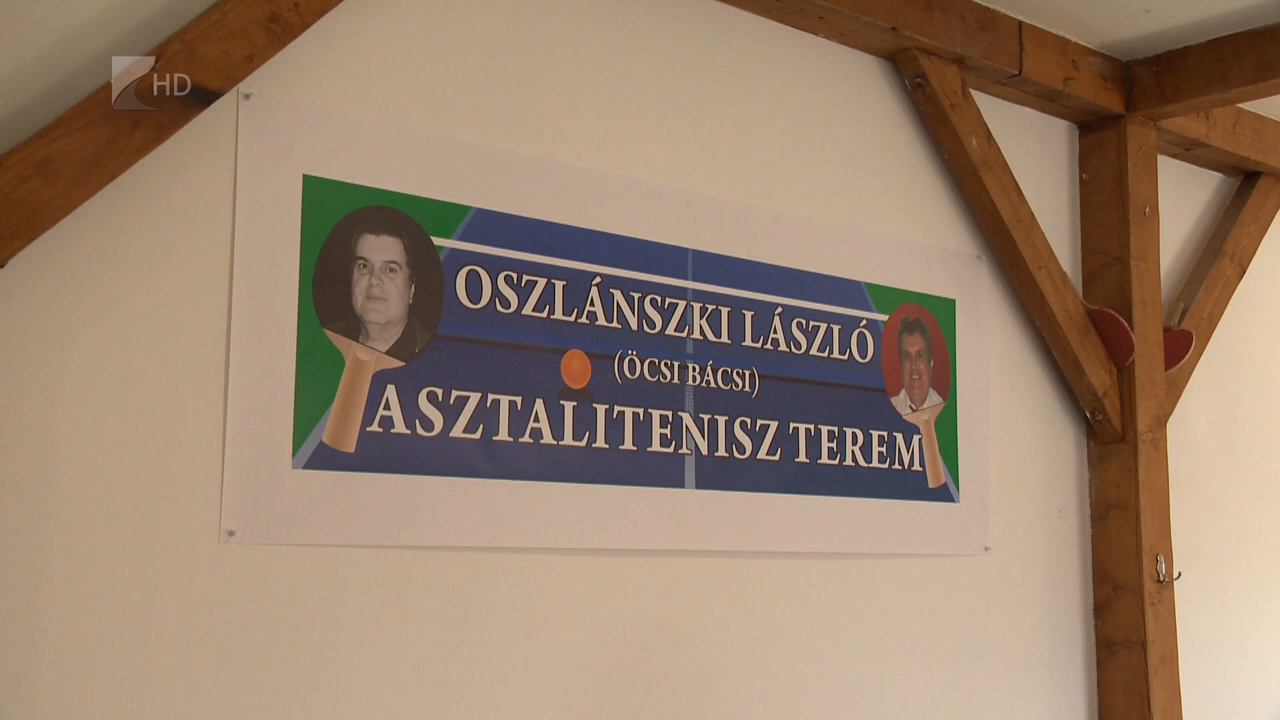 HD
OSZLÁNSZKI LÁSZLÓ
(ÖCSI BÁCSI)
ASZTALITENISZ TEREM